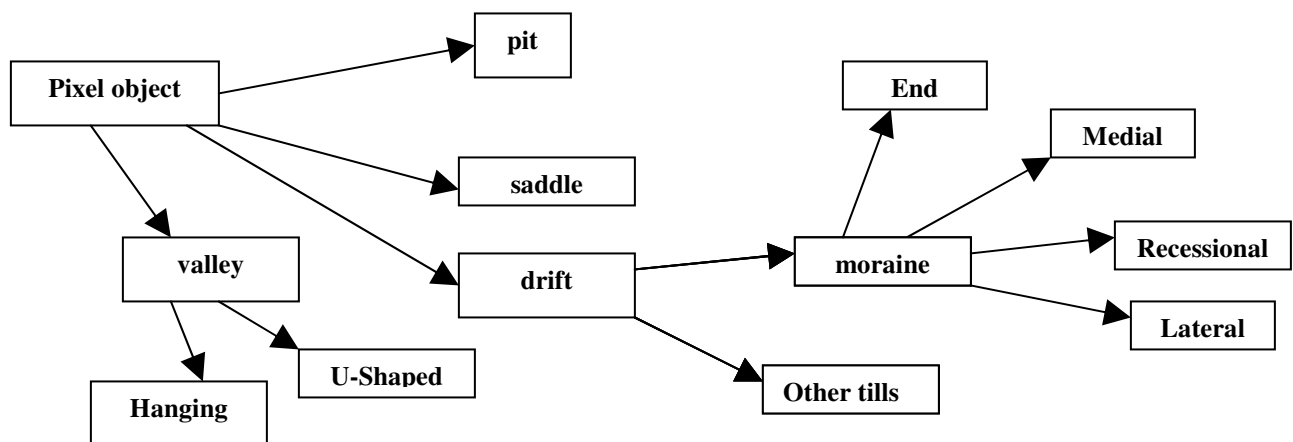 pit
Pixel object
End
Medial
saddle
valley
drift
moraine
Recessional
Lateral
U-Shaped
Other tills
Hanging